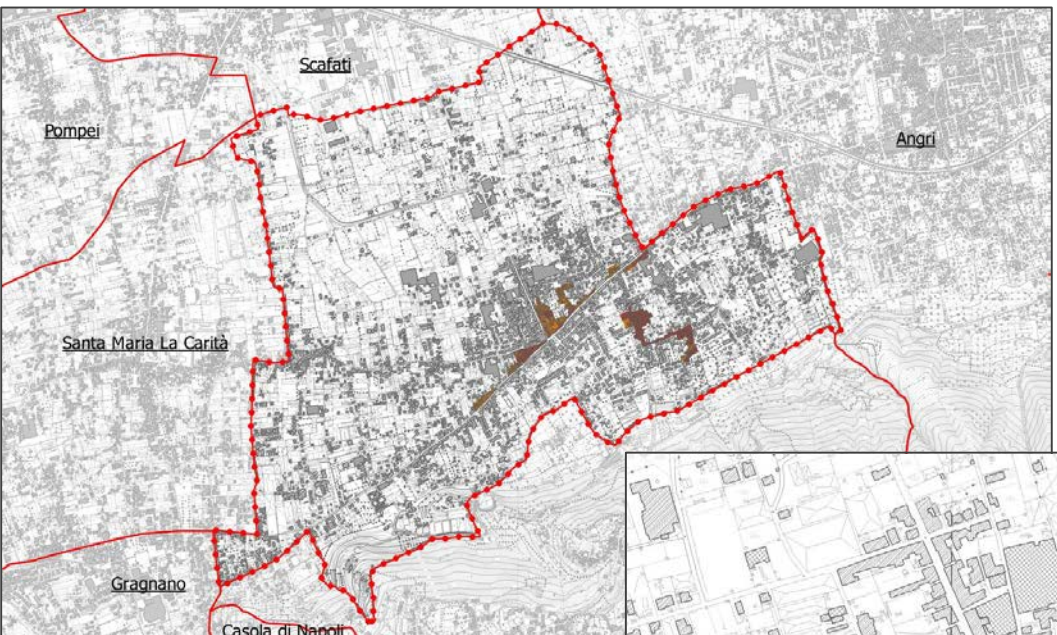 Scafati
Pompei
Angri
Santa Maria La Carità
Gragnano
Casola di Napoli